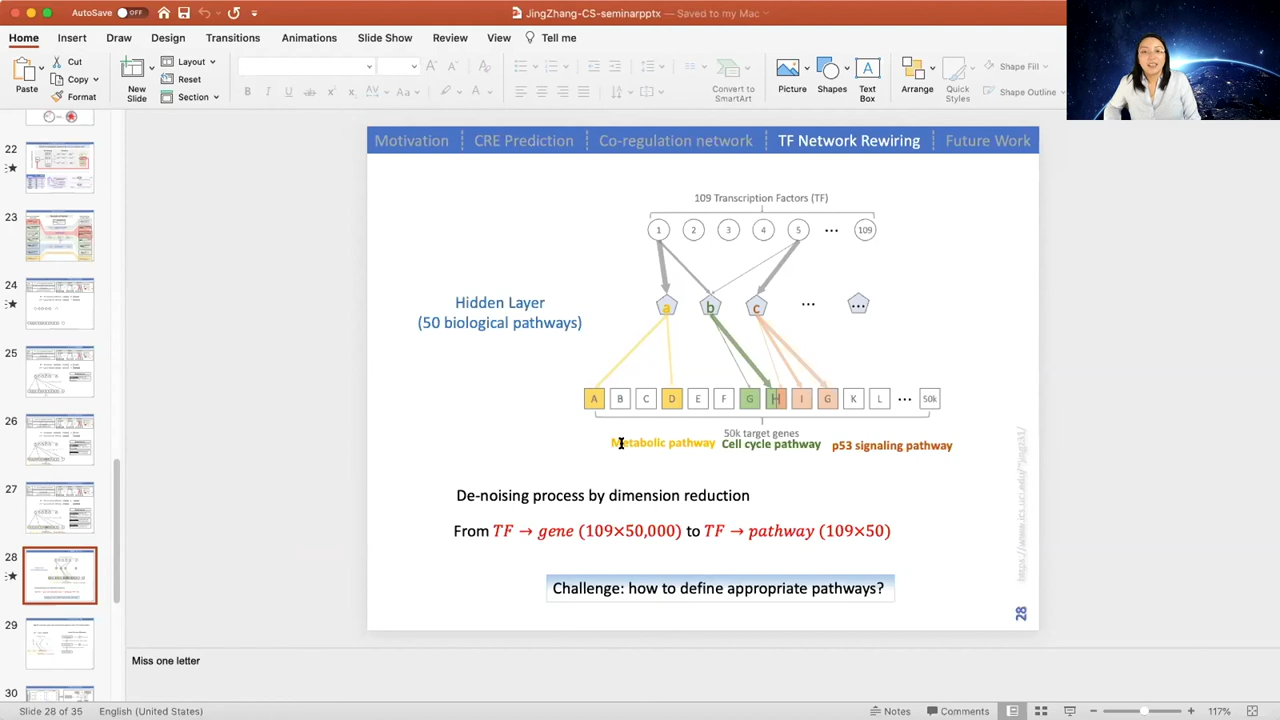 AutoSave OFF
JingZhang-CS-seminarpptx — Saved to my Mac
Home Insert Draw Design Transitions Animations Slide Show Review View Tell me
Paste
Cut
Copy
Format
New Slide
Layout
Reset
Section
Convert to SmartArt
Picture
Shapes
Text Box
Arrange
Quick Styles
Shape Fill
Shape Outline
22
23
24
25
26
27
28
29
30
Motivation CRE Prediction Co-regulation network TF Network Rewiring Future Work
109 Transcription Factors (TF)
1 2 3 4 5 ... 109
Hidden Layer
(50 biological pathways)
a b c ... ...
A B C D E F G H I G K L ... 50k
50k target genes
Metabolic pathway Cell cycle pathway p53 signaling pathway
Denoising process by dimension reduction
From TF → gene (109×50,000) to TF → pathway (109×50)
Challenge: how to define appropriate pathways?
28
Miss one letter
Slide 28 of 35 English (United States) Notes Comments 117%